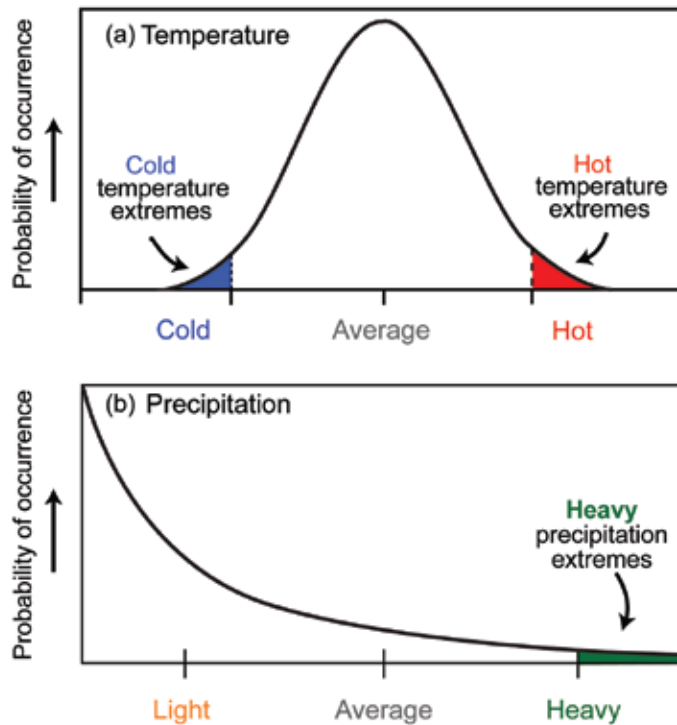 (a) Temperature
Probability of occurrence
Cold
temperature
extremes
Hot
temperature
extremes
Cold
Average
Hot
(b) Precipitation
Probability of occurrence
Heavy
precipitation
extremes
Light
Average
Heavy